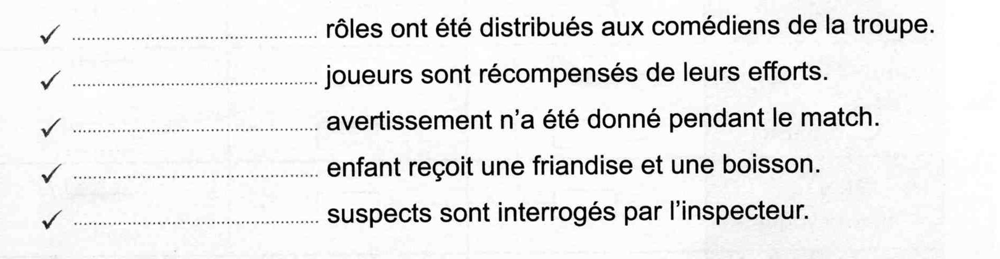 ✓ ........................................ rôles ont été distribués aux comédiens de la troupe.
✓ ........................................ joueurs sont récompensés de leurs efforts.
✓ ........................................ avertissement n'a été donné pendant le match.
✓ ........................................ enfant reçoit une friandise et une boisson.
✓ ........................................ suspects sont interrogés par l'inspecteur.